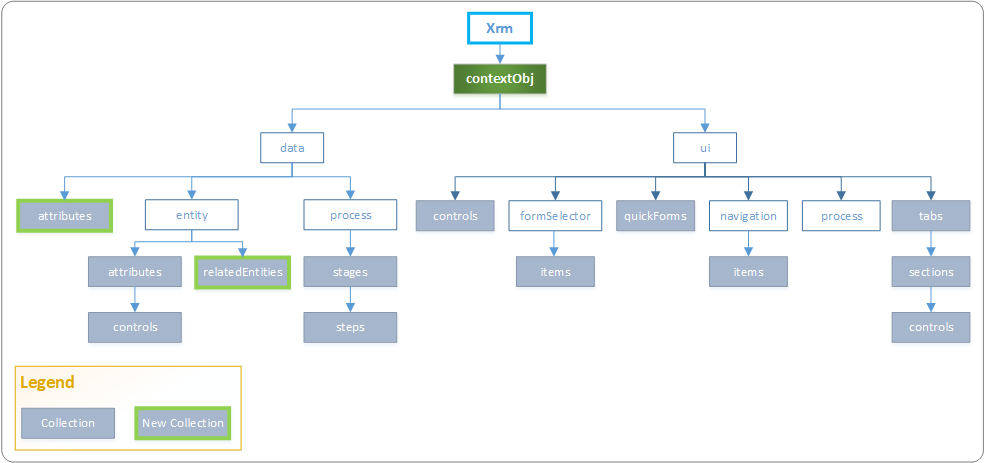 Xrm
contextObj
data
ui
attributes
entity
process
controls
formSelector
quickForms
navigation
process
tabs
attributes
relatedEntities
stages
items
items
sections
controls
steps
controls
Legend
Collection
New Collection